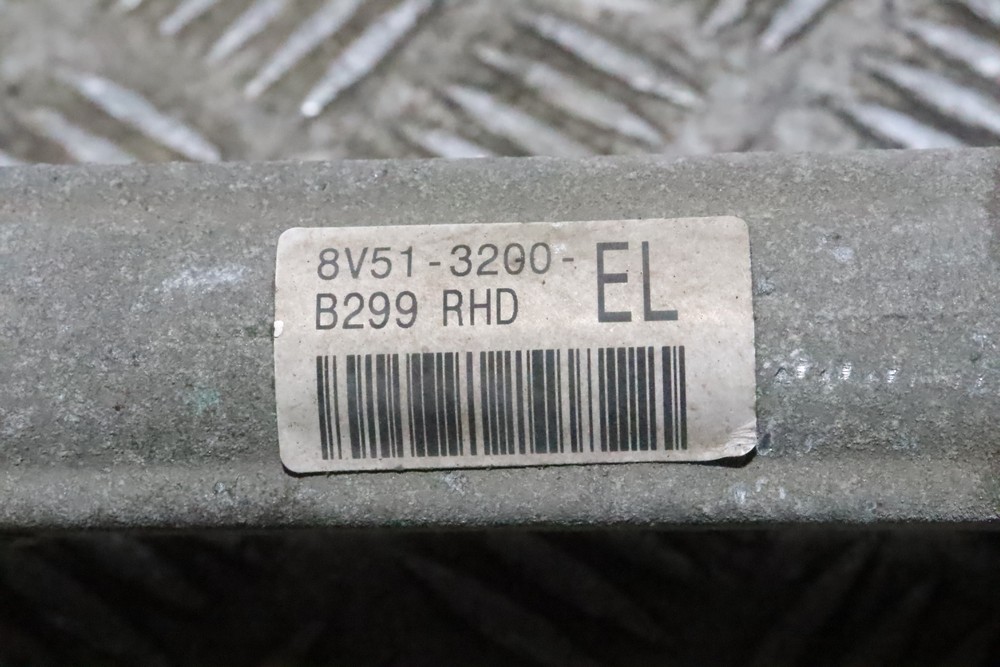 8V51-3200- EL
B299 RHD